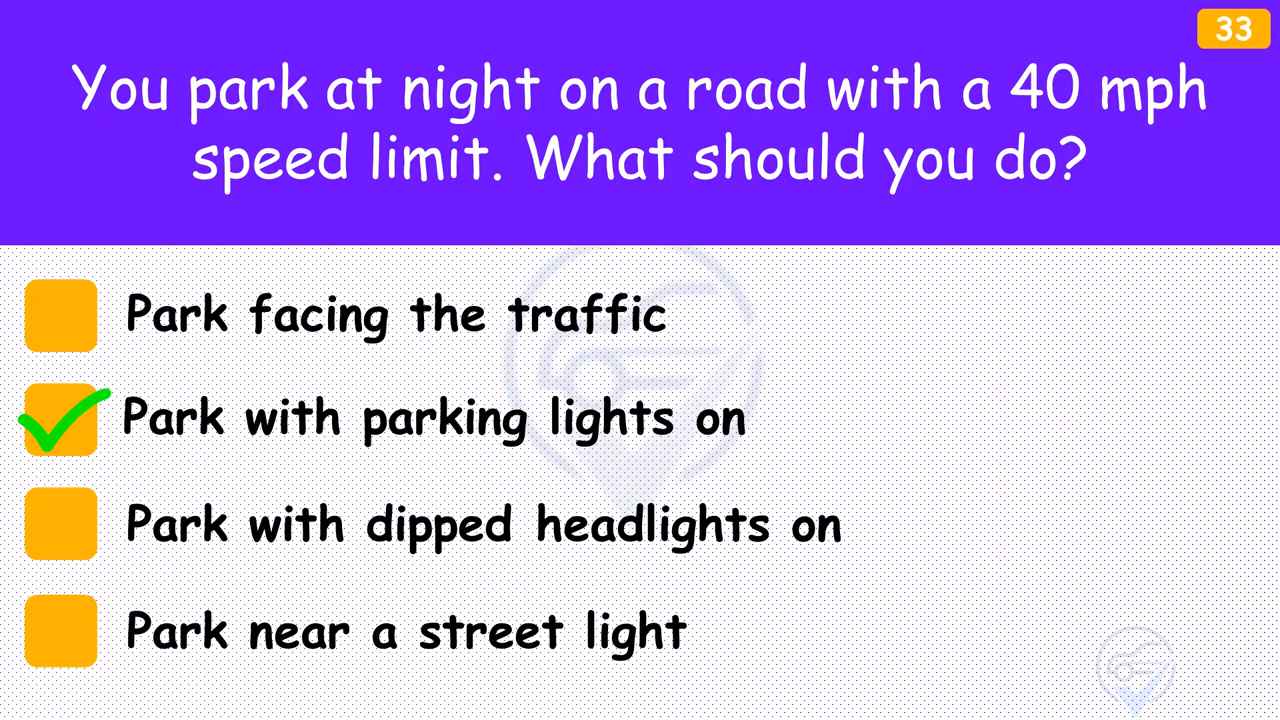 33
You park at night on a road with a 40 mph
speed limit. What should you do?
Park facing the traffic
Park with parking lights on
Park with dipped headlights on
Park near a street light